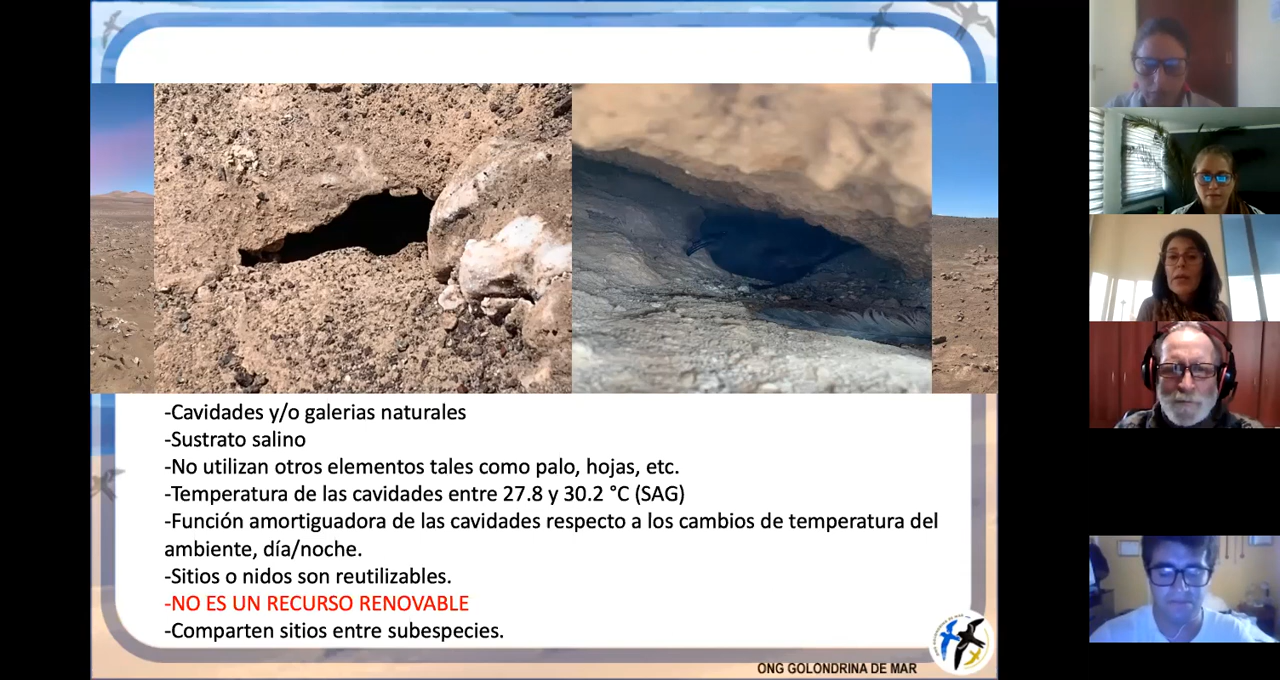 -Cavidades y/o galerias naturales
-Sustrato salino
-No utilizan otros elementos tales como palo, hojas, etc.
-Temperatura de las cavidades entre 27.8 y 30.2 °C (SAG)
-Función amortiguadora de las cavidades respecto a los cambios de temperatura del
ambiente, día/noche.
-Sitios o nidos son reutilizables.
-NO ES UN RECURSO RENOVABLE
-Comparten sitios entre subespecies.
ONG GOLONDRINA DE MAR